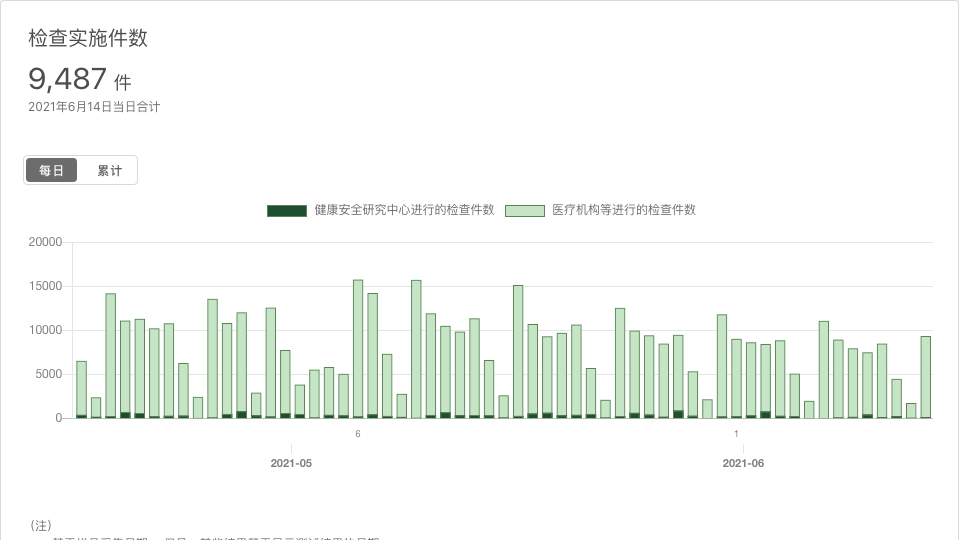 检查实施件数
9,487 件
2021年6月14日当日合计
每日 累计
健康安全研究中心进行的检查件数 医疗机构等进行的检查件数
20000
15000
10000
5000
0
6 1
2021-05 2021-06
(注)